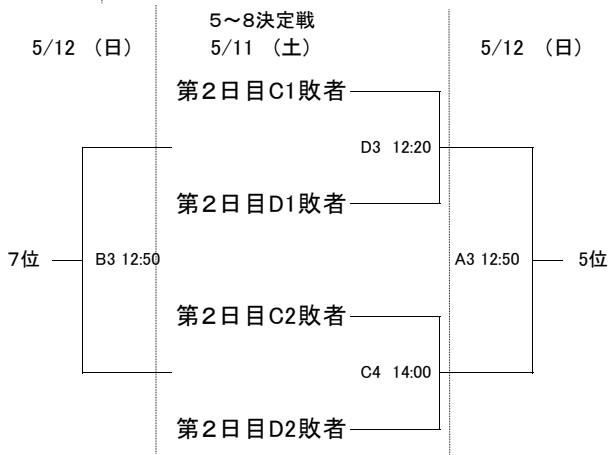 5～8決定戦
5/12 （日）
5/11 （土）
5/12 （日）
第2日目C1敗者
D3 12:20
第2日目D1敗者
7位
B3 12:50
A3 12:50
5位
第2日目C2敗者
C4 14:00
第2日目D2敗者